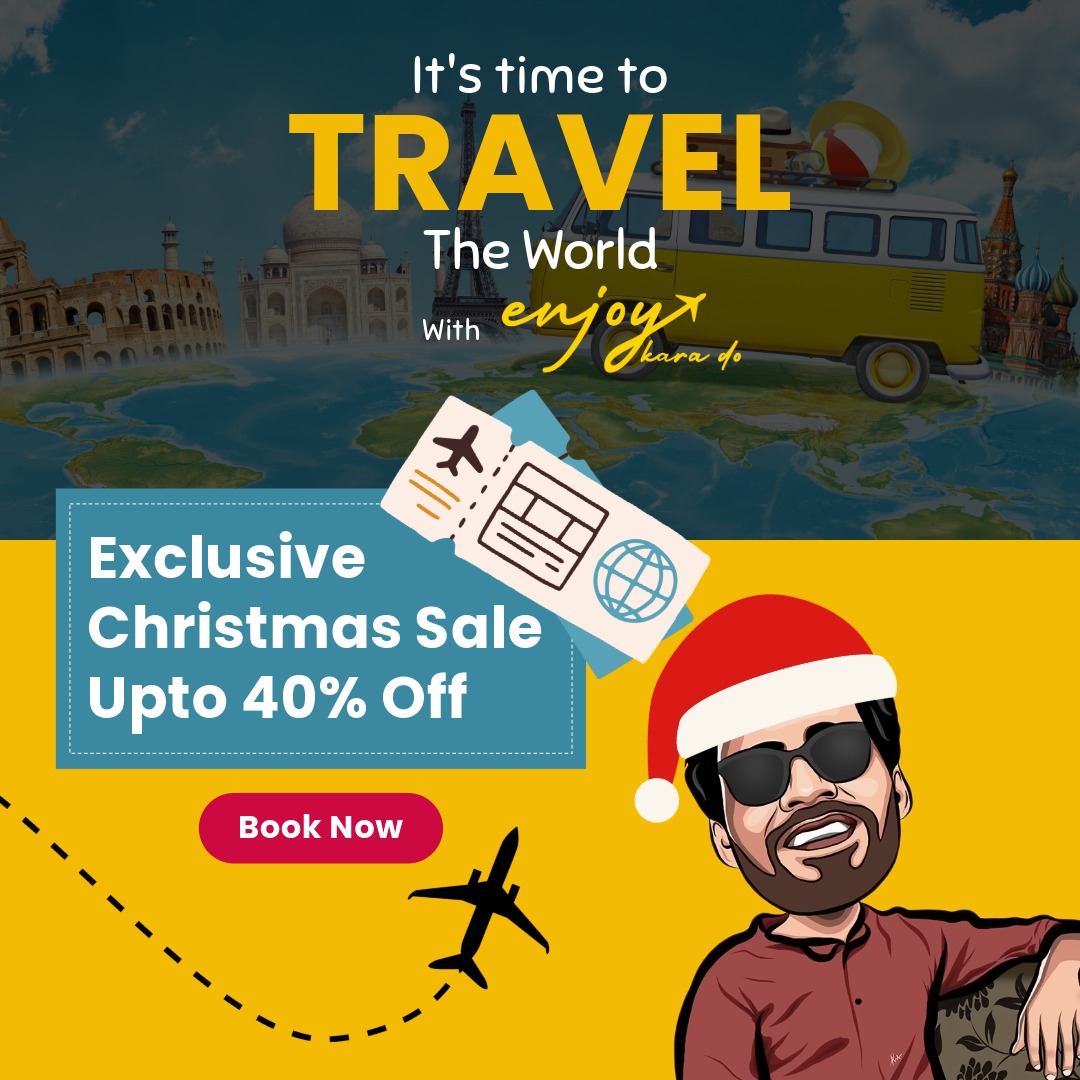 It's time to
TRAVEL
The World
With enjoy
kara do
Exclusive
Christmas Sale
Upto 40% Off
Book Now